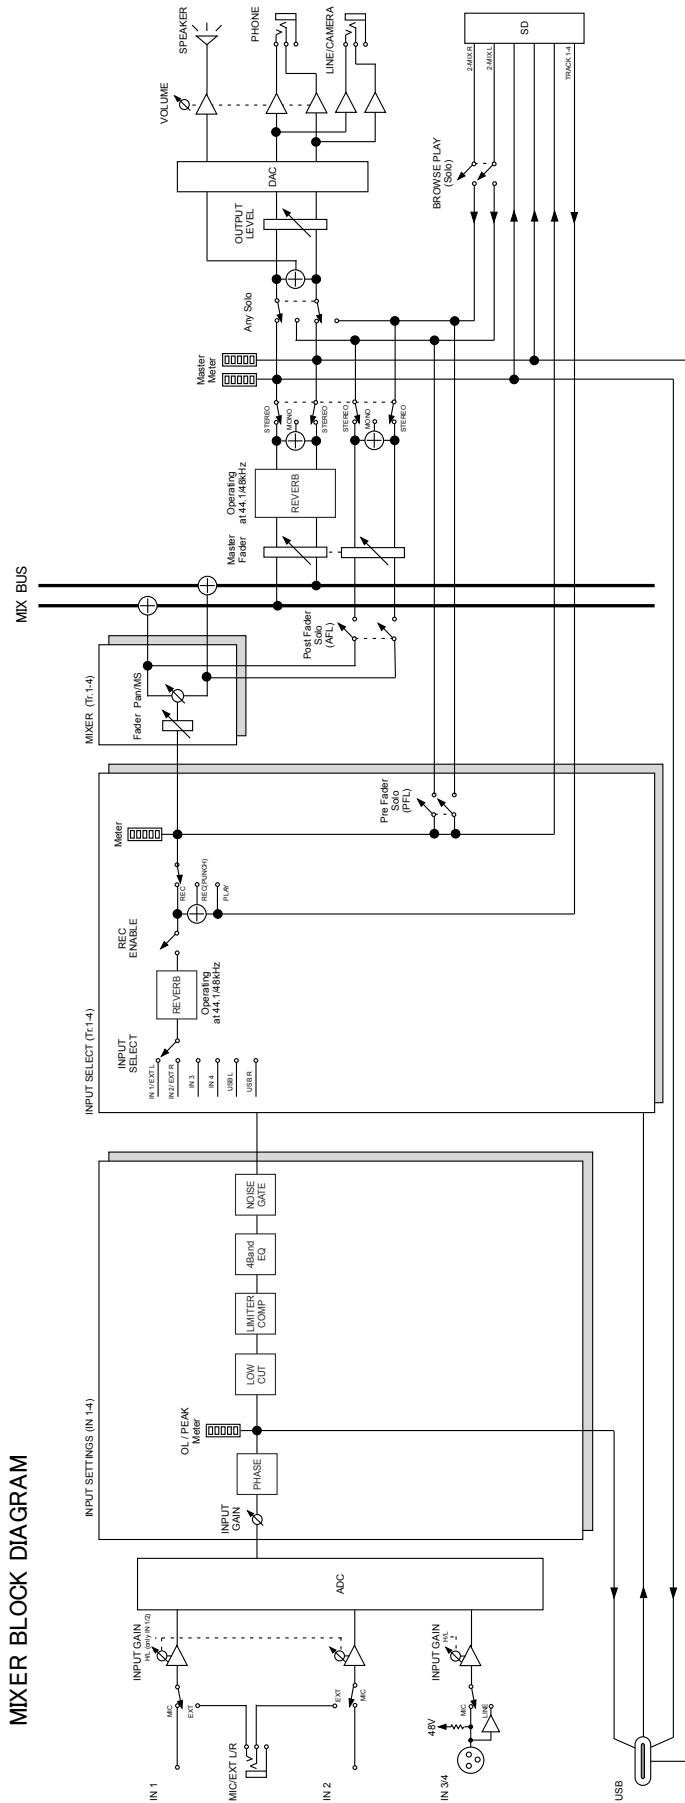 MIXER BLOCK DIAGRAM
IN 1
MIC/EXT L/R
IN 2
IN 3/4
USB
MIC
EXT
EXT
MIC
48V
MIC
LINE
INPUT GAIN
H/L (only IN 1/2)
INPUT GAIN
H/L
ADC
INPUT SETTINGS (IN 1-4)
INPUT
GAIN
PHASE
OL / PEAK
Meter
LOW
CUT
LIMITER
COMP
4Band
EQ
NOISE
GATE
INPUT SELECT (Tr.1-4)
IN 1/EXT L
IN 2/ EXT R
IN 3
IN 4
USB L
USB R
INPUT
SELECT
REVERB
Operating
at 44.1/48kHz
REC
ENABLE
REC
REC(PUNCH)
PLAY
Meter
Pre Fader
Solo
(PFL)
MIXER (Tr.1-4)
Fader
Pan/MS
MIX BUS
Post Fader
Solo
(AFL)
Master
Fader
Operating
at 44.1/48kHz
REVERB
STEREO
MONO
STEREO
STEREO
MONO
STEREO
Master
Meter
Any Solo
OUTPUT
LEVEL
DAC
VOLUME
SPEAKER
PHONE
LINE/CAMERA
BROWSE PLAY
(Solo)
2-MIX R
2-MIX L
TRACK 1-4
SD